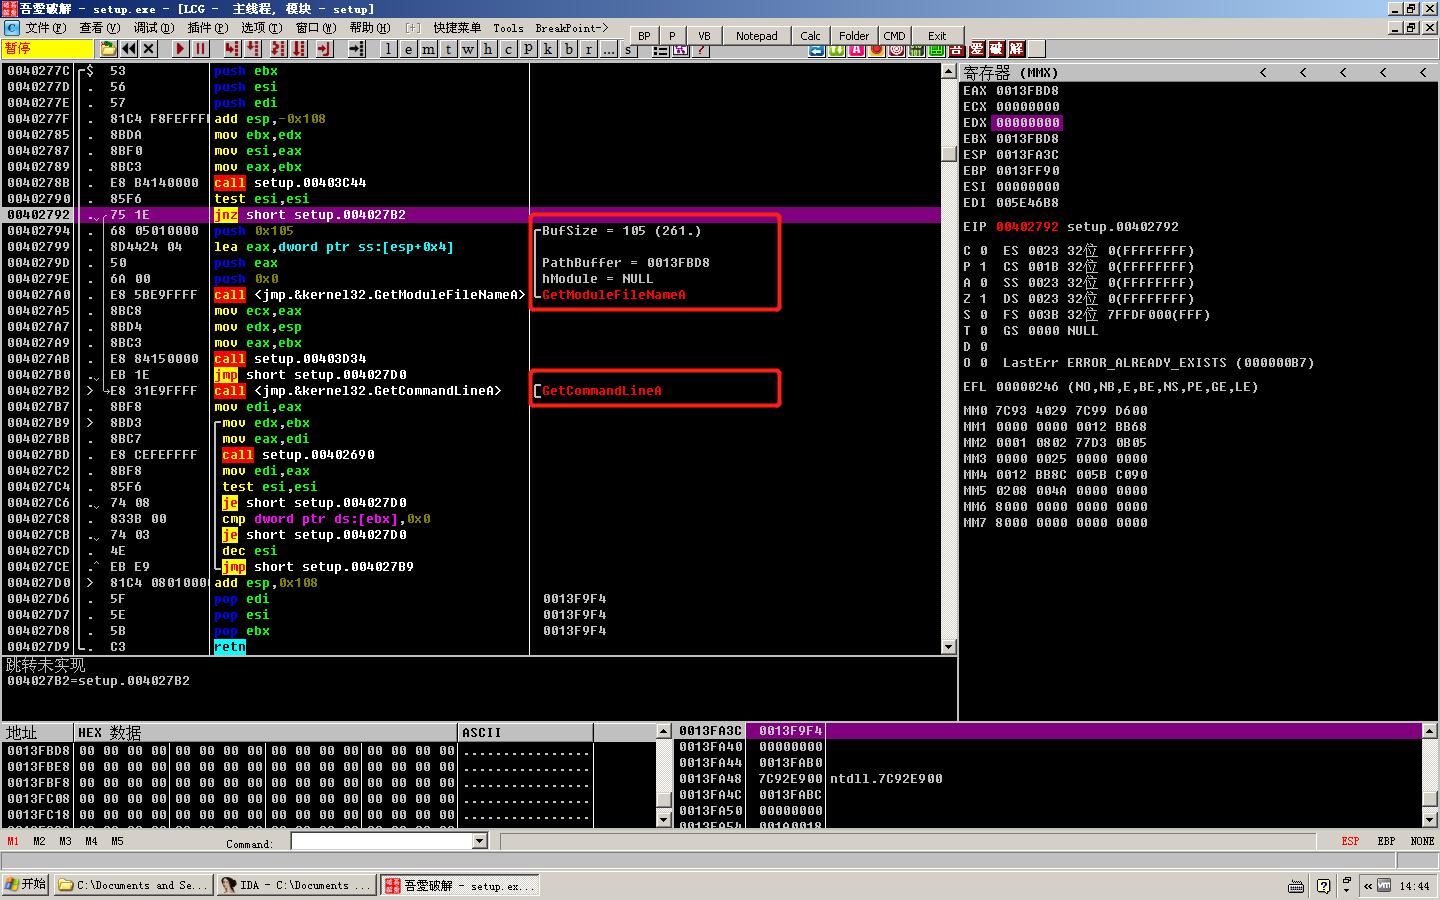 吾爱破解 - setup.exe - [LCG -  主线程, 模块 - setup]
文件(F) 查看(V) 调试(D) 插件(P) 选项(T) 窗口(W) 帮助(H) [+] 快捷菜单 Tools BreakPoint->
BP P VB Notepad Calc Folder CMD Exit
暂停 l e m t w h c p k b r ... s
吾 爱 破 解
0040277C $ 53 push ebx
0040277D . 56 push esi
0040277E . 57 push edi
0040277F . 81C4 F8FEFFFF add esp,-0x108
00402785 . 8BDA mov ebx,edx
00402787 . 8BF0 mov esi,eax
00402789 . 8BC3 mov eax,ebx
0040278B . E8 B4140000 call setup.00403C44
00402790 . 85F6 test esi,esi
00402792 . 75 1E jnz short setup.004027B2
00402794 . 68 05010000 push 0x105 BufSize = 105 (261.)
00402799 . 8D4424 04 lea eax,dword ptr ss:[esp+0x4]
0040279D . 50 push eax PathBuffer = 0013FBD8
0040279E . 6A 00 push 0x0 hModule = NULL
004027A0 . E8 5BE9FFFF call <jmp.&kernel32.GetModuleFileNameA> GetModuleFileNameA
004027A5 . 8BC8 mov ecx,eax
004027A7 . 8BD4 mov edx,esp
004027A9 . 8BC3 mov eax,ebx
004027AB . E8 84150000 call setup.00403D34
004027B0 . EB 1E jmp short setup.004027D0
004027B2 > E8 31E9FFFF call <jmp.&kernel32.GetCommandLineA> GetCommandLineA
004027B7 . 8BF8 mov edi,eax
004027B9 > 8BD3 mov edx,ebx
004027BB . 8BC7 mov eax,edi
004027BD . E8 CEFEFFFF call setup.00402690
004027C2 . 8BF8 mov edi,eax
004027C4 . 85F6 test esi,esi
004027C6 . 74 08 je short setup.004027D0
004027C8 . 833B 00 cmp dword ptr ds:[ebx],0x0
004027CB . 74 03 je short setup.004027D0
004027CD . 4E dec esi
004027CE .^ EB E9 jmp short setup.004027B9
004027D0 > 81C4 08010000 add esp,0x108
004027D6 . 5F pop edi 0013F9F4
004027D7 . 5E pop esi 0013F9F4
004027D8 . 5B pop ebx 0013F9F4
004027D9 . C3 retn
跳转未实现
004027B2=setup.004027B2
寄存器 (MMX) < < < < <
EAX 0013FBD8
ECX 00000000
EDX 00000000
EBX 0013FBD8
ESP 0013FA3C
EBP 0013FF90
ESI 00000000
EDI 005E46B8
EIP 00402792 setup.00402792
C 0 ES 0023 32位 0(FFFFFFFF)
P 1 CS 001B 32位 0(FFFFFFFF)
A 0 SS 0023 32位 0(FFFFFFFF)
Z 1 DS 0023 32位 0(FFFFFFFF)
S 0 FS 003B 32位 7FFDF000(FFF)
T 0 GS 0000 NULL
D 0
O 0 LastErr ERROR_ALREADY_EXISTS (000000B7)
EFL 00000246 (NO,NB,E,BE,NS,PE,GE,LE)
MM0 7C93 4029 7C99 D600
MM1 0000 0000 0012 BB68
MM2 0001 0802 77D3 0B05
MM3 0000 0025 0000 0000
MM4 0012 BB8C 005B C090
MM5 0208 004A 0000 0000
MM6 8000 0000 0000 0000
MM7 8000 0000 0000 0000
地址 HEX 数据 ASCII
0013FBD8 00 00 00 00 00 00 00 00 00 00 00 00 00 00 00 00 ................
0013FBE8 00 00 00 00 00 00 00 00 00 00 00 00 00 00 00 00 ................
0013FBF8 00 00 00 00 00 00 00 00 00 00 00 00 00 00 00 00 ................
0013FC08 00 00 00 00 00 00 00 00 00 00 00 00 00 00 00 00 ................
0013FC18 00 00 00 00 00 00 00 00 00 00 00 00 00 00 00 00 ................
0013FA3C 0013F9F4
0013FA40 00000000
0013FA44 0013FAB0
0013FA48 7C92E900 ntdll.7C92E900
0013FA4C 0013FABC
0013FA50 00000000
0013FA54 001A0018
M1 M2 M3 M4 M5 Command: ESP EBP NONE
开始 C:\Documents and Se... IDA - C:\Documents ... 吾愛破解 - setup.ex... « 14:44